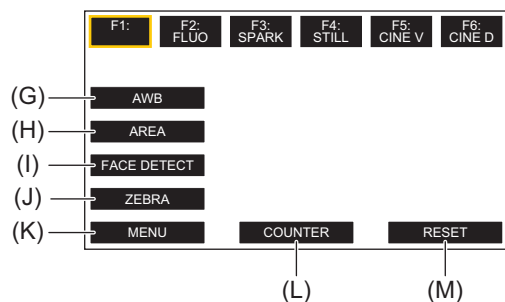 F1: F2: F3: F4: F5: F6:
FLUO SPARK STILL CINE V CINE D
(G) AWB
(H) AREA
(I) FACE DETECT
(J) ZEBRA
(K) MENU COUNTER RESET
(L) (M)